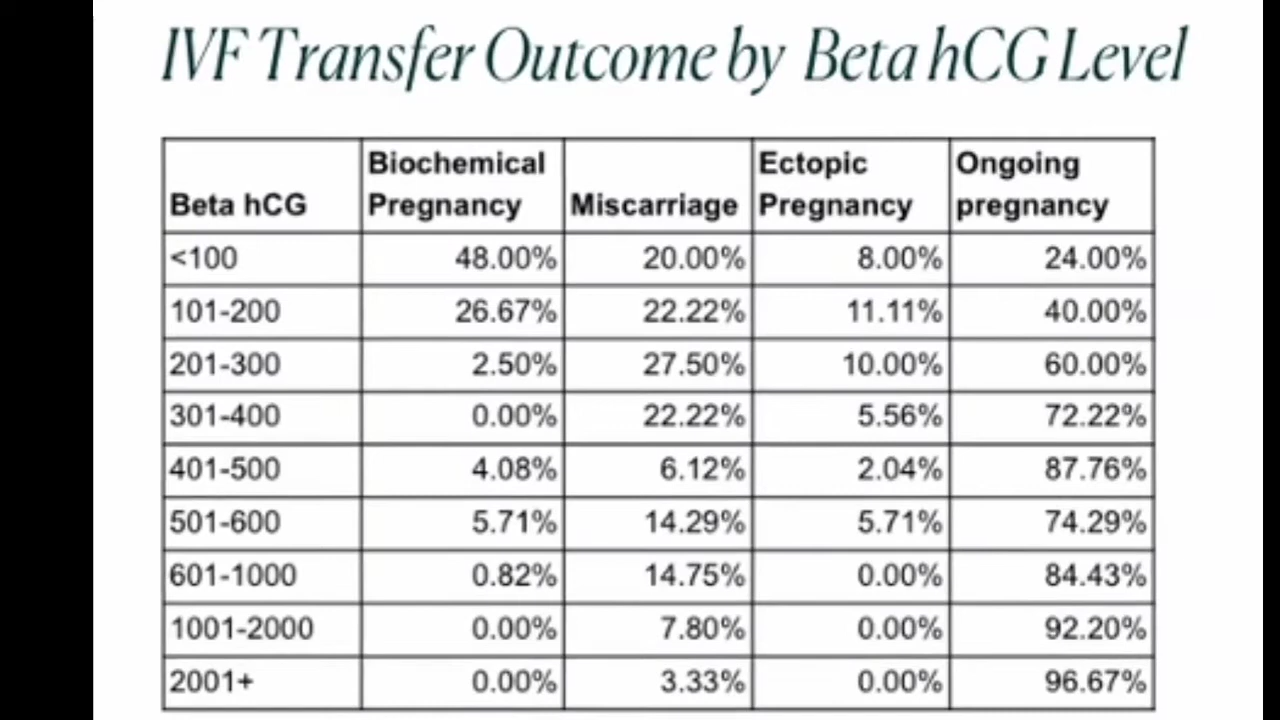 IVF Transfer Outcome by Beta hCG Level
Beta hCG Biochemical Pregnancy Miscarriage Ectopic Pregnancy Ongoing pregnancy
<100 48.00% 20.00% 8.00% 24.00%
101-200 26.67% 22.22% 11.11% 40.00%
201-300 2.50% 27.50% 10.00% 60.00%
301-400 0.00% 22.22% 5.56% 72.22%
401-500 4.08% 6.12% 2.04% 87.76%
501-600 5.71% 14.29% 5.71% 74.29%
601-1000 0.82% 14.75% 0.00% 84.43%
1001-2000 0.00% 7.80% 0.00% 92.20%
2001+ 0.00% 3.33% 0.00% 96.67%